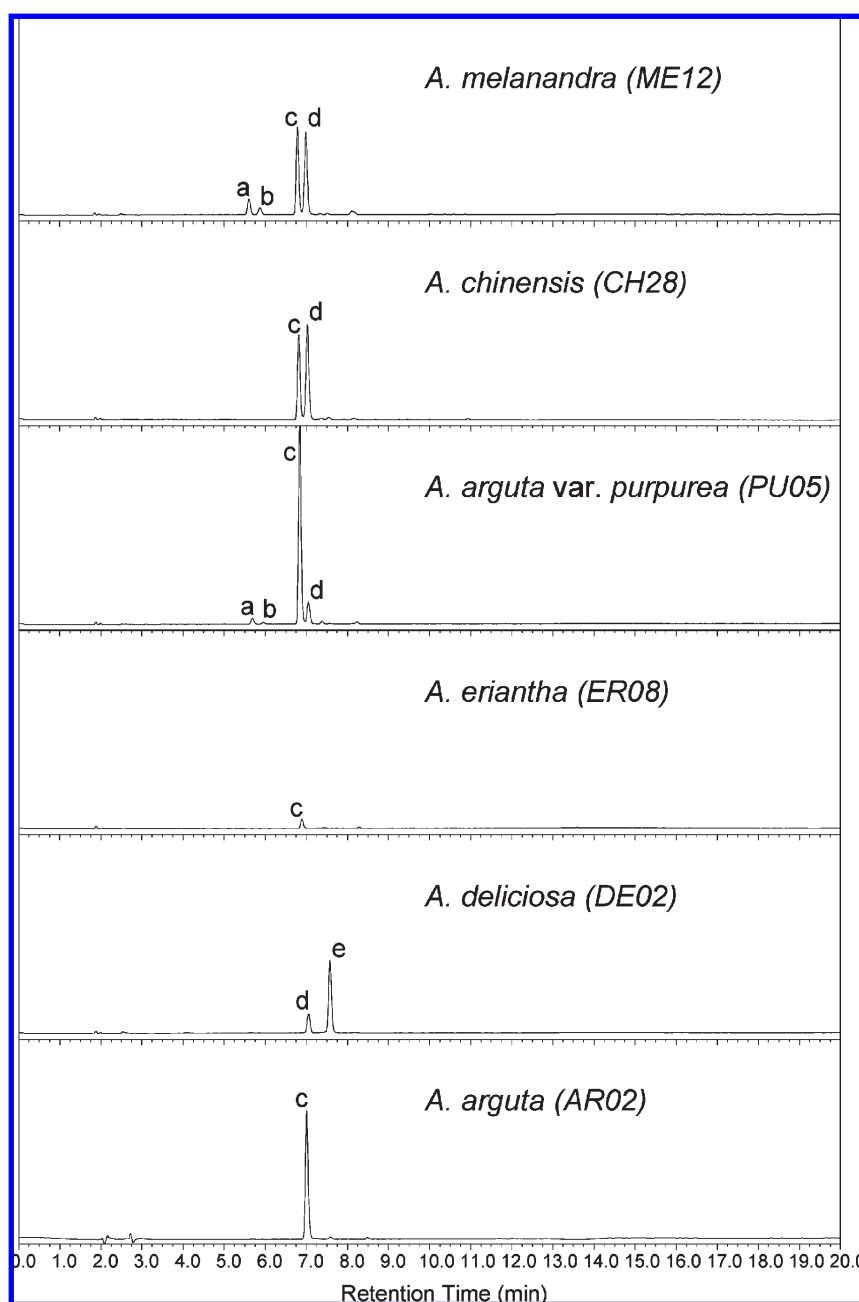 A. melanandra (ME12)
c d
a b
A. chinensis (CH28)
c d
A. arguta var. purpurea (PU05)
c
a b d
A. eriantha (ER08)
c
A. deliciosa (DE02)
d e
A. arguta (AR02)
c
0.0 1.0 2.0 3.0 4.0 5.0 6.0 7.0 8.0 9.0 10.0 11.0 12.0 13.0 14.0 15.0 16.0 17.0 18.0 19.0 20.0
Retention Time (min)